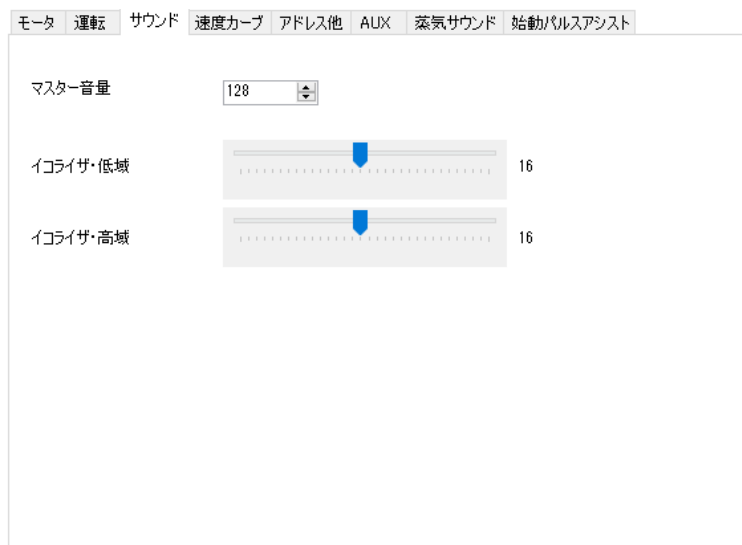 モータ 運転 サウンド 速度カーブ アドレス他 AUX 蒸気サウンド 始動パルスアシスト
マスター音量 128
イコライザ・低域 16
イコライザ・高域 16